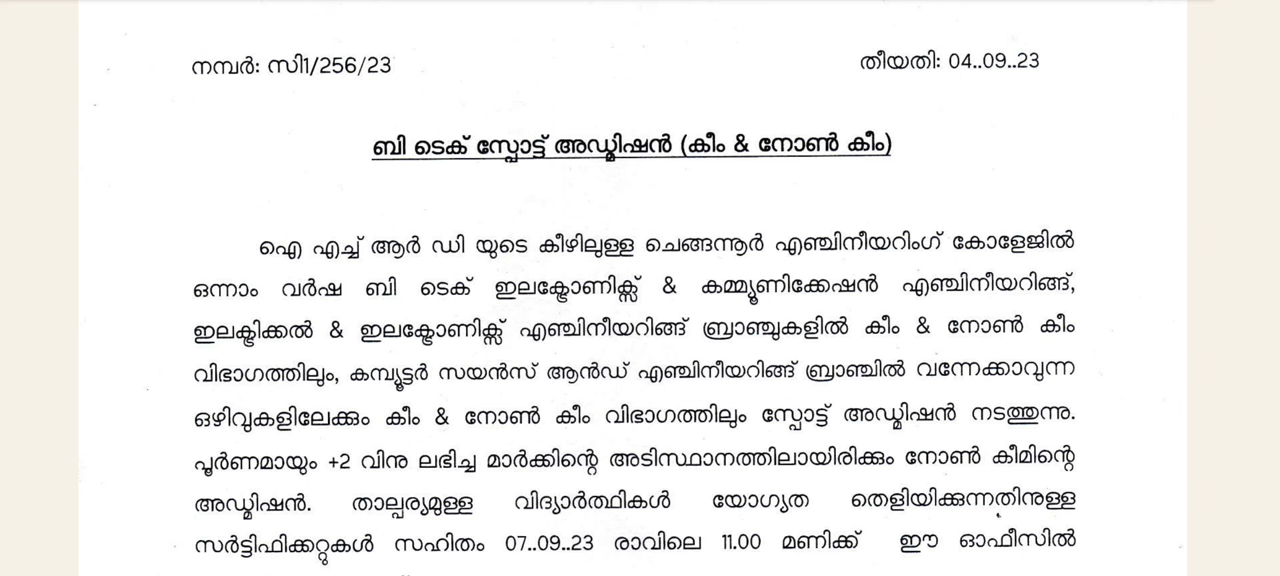 നമ്പർ: സി1/256/23 തീയതി: 04..09..23
ബി ടെക് സ്പോട്ട് അഡ്മിഷൻ (കീം & നോൺ കീം)
ഐ എച്ച് ആർ ഡി യുടെ കീഴിലുള്ള ചെങ്ങന്നൂർ എഞ്ചിനീയറിംഗ് കോളേജിൽ
ഒന്നാം വർഷ ബി ടെക് ഇലക്ട്രോണിക്സ് & കമ്മ്യൂണിക്കേഷൻ എഞ്ചിനീയറിങ്ങ്,
ഇലക്ട്രിക്കൽ & ഇലക്ട്രോണിക്സ് എഞ്ചിനീയറിങ്ങ് ബ്രാഞ്ചുകളിൽ കീം & നോൺ കീം
വിഭാഗത്തിലും, കമ്പ്യൂട്ടർ സയൻസ് ആൻഡ് എഞ്ചിനീയറിങ്ങ് ബ്രാഞ്ചിൽ വന്നേക്കാവുന്ന
ഒഴിവുകളിലേക്കും കീം & നോൺ കീം വിഭാഗത്തിലും സ്പോട്ട് അഡ്മിഷൻ നടത്തുന്നു.
പൂർണമായും +2 വിനു ലഭിച്ച മാർക്കിന്റെ അടിസ്ഥാനത്തിലായിരിക്കും നോൺ കീമിന്റെ
അഡ്മിഷൻ. താല്പര്യമുള്ള വിദ്യാർത്ഥികൾ യോഗ്യത തെളിയിക്കുന്നതിനുള്ള
സർട്ടിഫിക്കറ്റുകൾ സഹിതം 07..09..23 രാവിലെ 11.00 മണിക്ക് ഈ ഓഫീസിൽ